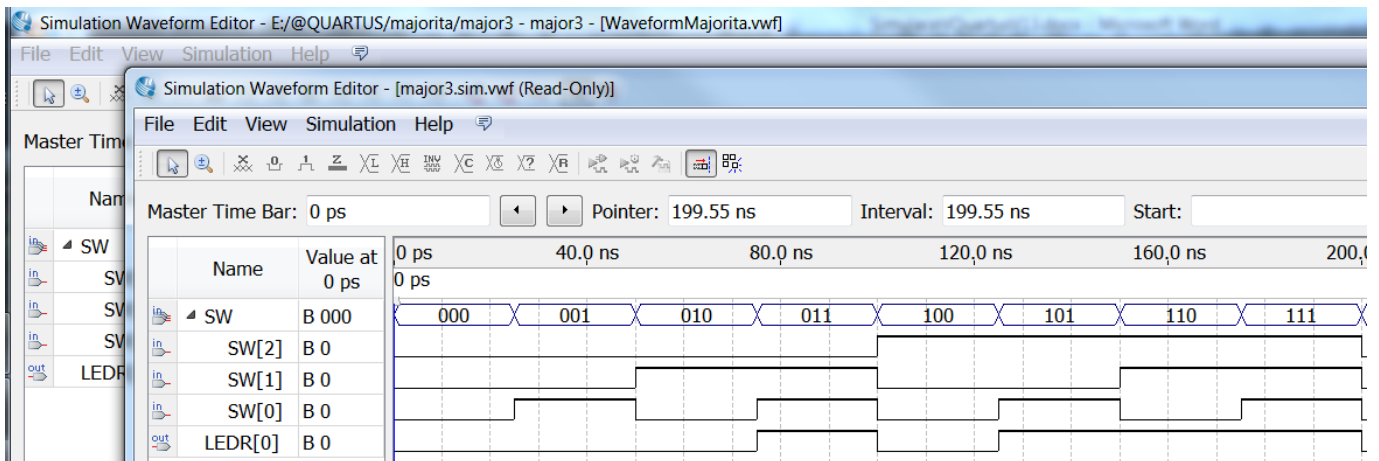 Simulation Waveform Editor - E:/@QUARTUS/majorita/major3 - major3 - [WaveformMajorita.vwf]
File Edit View Simulation Help
Simulation Waveform Editor - [major3.sim.vwf (Read-Only)]
File Edit View Simulation Help
Master Time
Master Time Bar: 0 ps Pointer: 199.55 ns Interval: 199.55 ns Start:
Nam
Name Value at 0 ps
0 ps 40.0 ns 80.0 ns 120.0 ns 160.0 ns 200.0
0 ps
SW
SW
SW
SW
LEDR
SW B 000 000 001 010 011 100 101 110 111
SW[2] B 0
SW[1] B 0
SW[0] B 0
LEDR[0] B 0